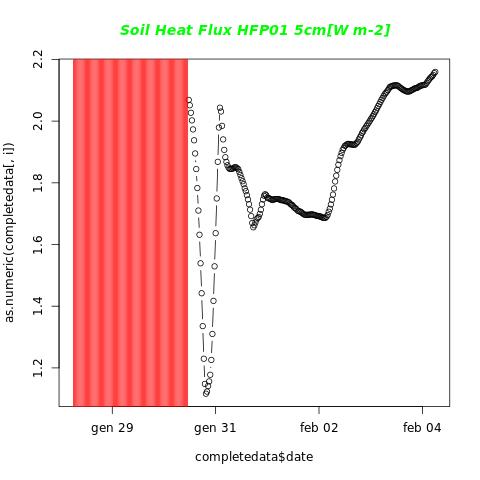 Soil Heat Flux HFP01 5cm[W m-2]
as.numeric(completedata[, i])
2.2
2.0
1.8
1.6
1.4
1.2
gen 29
gen 31
feb 02
feb 04
completedata$date